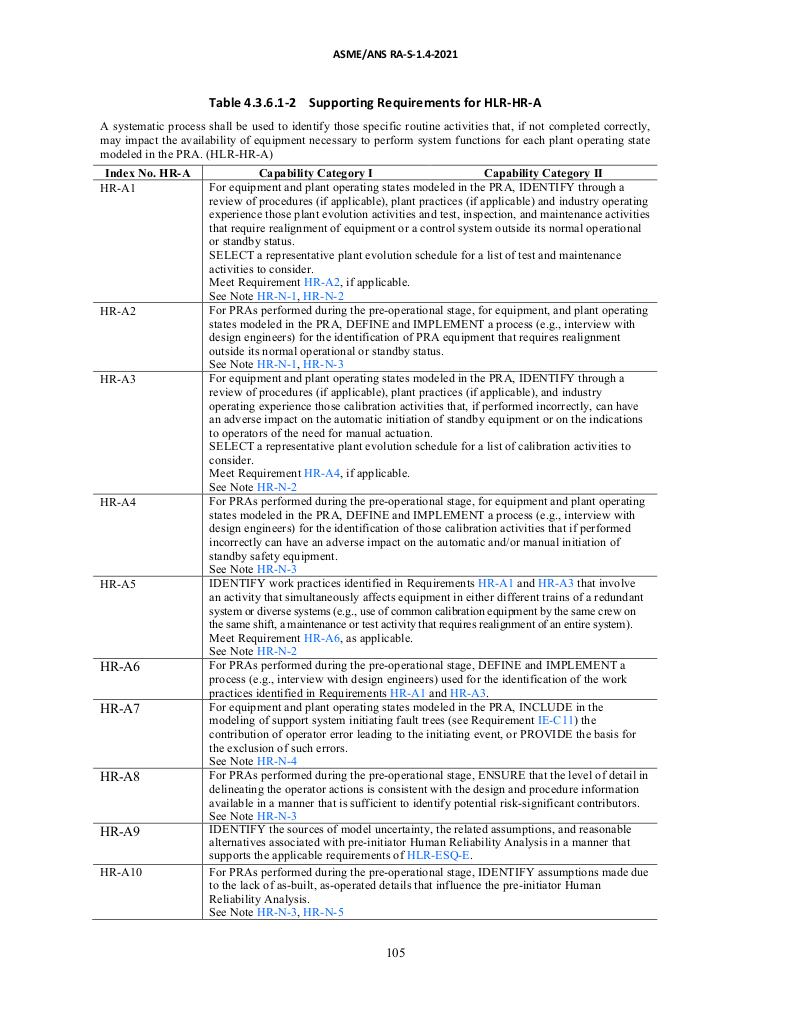 ASME/ANS RA-S-1.4-2021
Table 4.3.6.1-2 Supporting Requirements for HLR-HR-A
A systematic process shall be used to identify those specific routine activities that, if not completed correctly,
may impact the availability of equipment necessary to perform system functions for each plant operating state
modeled in the PRA. (HLR-HR-A)
Index No. HR-A Capability Category I Capability Category II
HR-A1 For equipment and plant operating states modeled in the PRA, IDENTIFY through a
review of procedures (if applicable), plant practices (if applicable) and industry operating
experience those plant evolution activities and test, inspection, and maintenance activities
that require realignment of equipment or a control system outside its normal operational
or standby status.
SELECT a representative plant evolution schedule for a list of test and maintenance
activities to consider.
Meet Requirement HR-A2, if applicable.
See Note HR-N-1, HR-N-2
HR-A2 For PRAs performed during the pre-operational stage, for equipment, and plant operating
states modeled in the PRA, DEFINE and IMPLEMENT a process (e.g., interview with
design engineers) for the identification of PRA equipment that requires realignment
outside its normal operational or standby status.
See Note HR-N-1, HR-N-3
HR-A3 For equipment and plant operating states modeled in the PRA, IDENTIFY through a
review of procedures (if applicable), plant practices (if applicable), and industry
operating experience those calibration activities that, if performed incorrectly, can have
an adverse impact on the automatic initiation of standby equipment or on the indications
to operators of the need for manual actuation.
SELECT a representative plant evolution schedule for a list of calibration activities to
consider.
Meet Requirement HR-A4, if applicable.
See Note HR-N-2
HR-A4 For PRAs performed during the pre-operational stage, for equipment and plant operating
states modeled in the PRA, DEFINE and IMPLEMENT a process (e.g., interview with
design engineers) for the identification of those calibration activities that if performed
incorrectly can have an adverse impact on the automatic and/or manual initiation of
standby safety equipment.
See Note HR-N-3
HR-A5 IDENTIFY work practices identified in Requirements HR-A1 and HR-A3 that involve
an activity that simultaneously affects equipment in either different trains of a redundant
system or diverse systems (e.g., use of common calibration equipment by the same crew on
the same shift, a maintenance or test activity that requires realignment of an entire system).
Meet Requirement HR-A6, as applicable.
See Note HR-N-2
HR-A6 For PRAs performed during the pre-operational stage, DEFINE and IMPLEMENT a
process (e.g., interview with design engineers) used for the identification of the work
practices identified in Requirements HR-A1 and HR-A3.
HR-A7 For equipment and plant operating states modeled in the PRA, INCLUDE in the
modeling of support system initiating fault trees (see Requirement IE-C11) the
contribution of operator error leading to the initiating event, or PROVIDE the basis for
the exclusion of such errors.
See Note HR-N-4
HR-A8 For PRAs performed during the pre-operational stage, ENSURE that the level of detail in
delineating the operator actions is consistent with the design and procedure information
available in a manner that is sufficient to identify potential risk-significant contributors.
See Note HR-N-3
HR-A9 IDENTIFY the sources of model uncertainty, the related assumptions, and reasonable
alternatives associated with pre-initiator Human Reliability Analysis in a manner that
supports the applicable requirements of HLR-ESQ-E.
HR-A10 For PRAs performed during the pre-operational stage, IDENTIFY assumptions made due
to the lack of as-built, as-operated details that influence the pre-initiator Human
Reliability Analysis.
See Note HR-N-3, HR-N-5
105